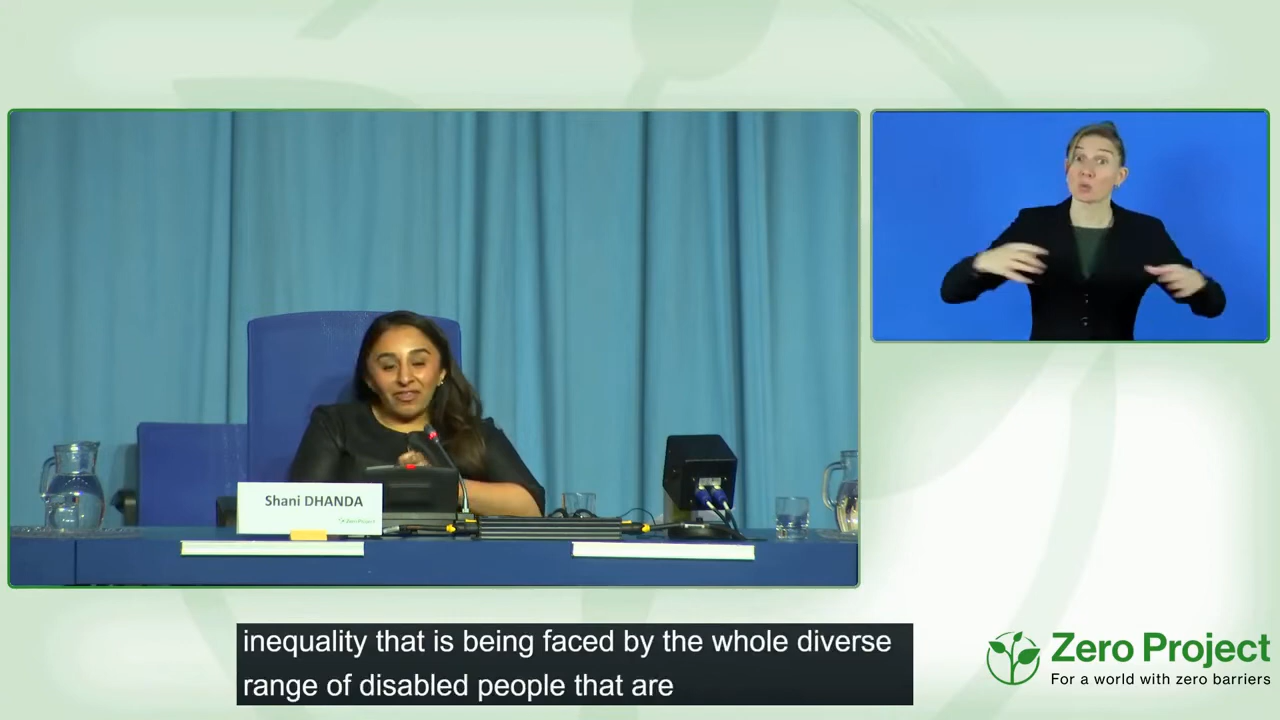 Shani DHANDA
inequality that is being faced by the whole diverse
range of disabled people that are
Zero Project
For a world with zero barriers